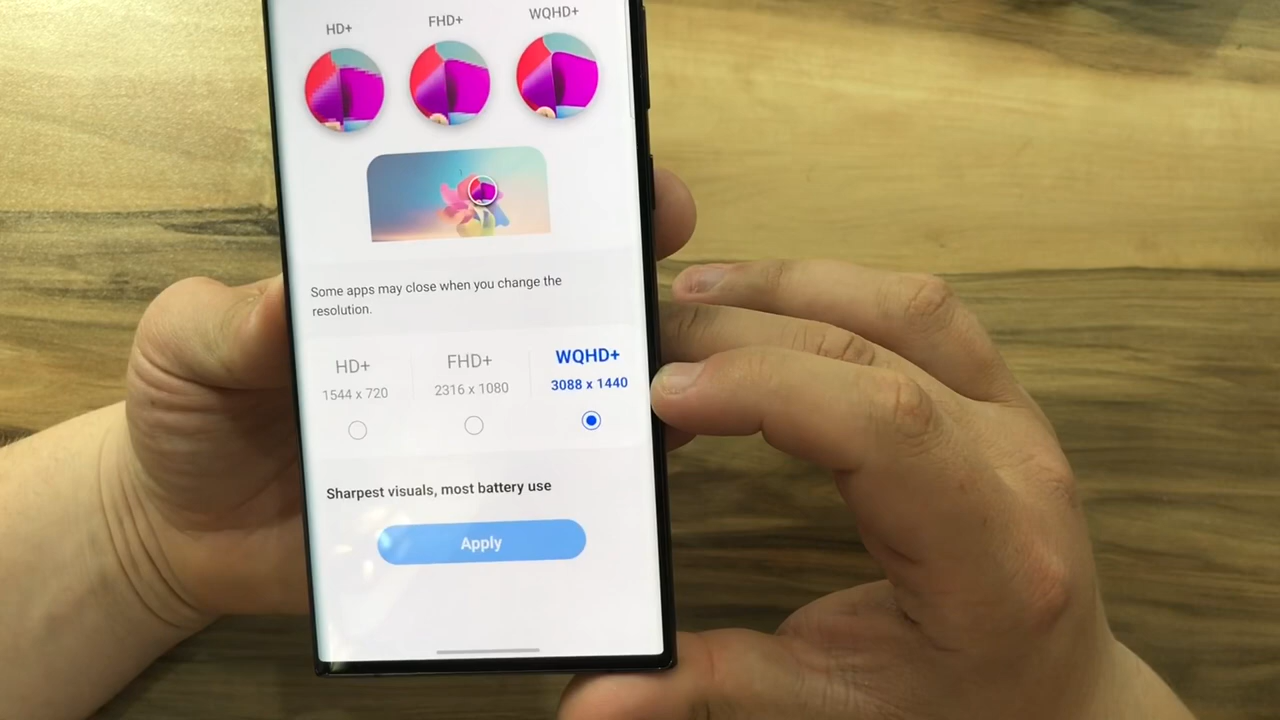 HD+ FHD+ WQHD+
Some apps may close when you change the
resolution.
HD+ FHD+ WQHD+
1544 x 720 2316 x 1080 3088 x 1440
Sharpest visuals, most battery use
Apply